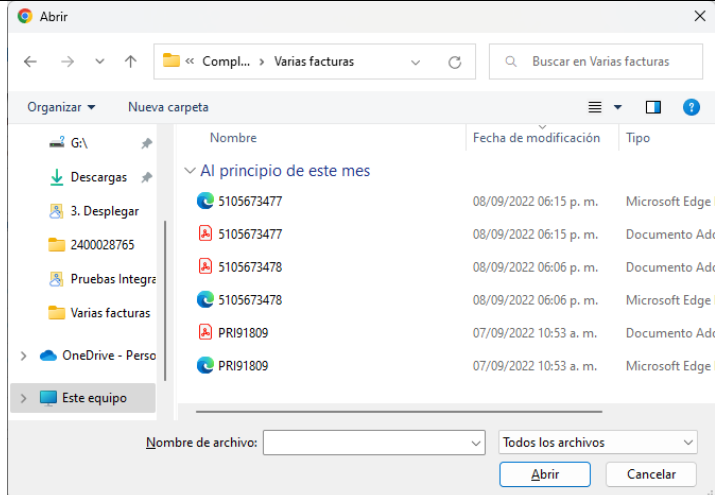 Abrir
« Compl... › Varias facturas
Buscar en Varias facturas
Organizar
Nueva carpeta
G:\
Descargas
3. Desplegar
2400028765
Pruebas Integra
Varias facturas
OneDrive - Perso
Este equipo
Nombre Fecha de modificación Tipo
Al principio de este mes
5105673477 08/09/2022 06:15 p. m. Microsoft Edge
5105673477 08/09/2022 06:15 p. m. Documento Ado
5105673478 08/09/2022 06:06 p. m. Documento Ado
5105673478 08/09/2022 06:06 p. m. Microsoft Edge
PRI91809 07/09/2022 10:53 a. m. Documento Ado
PRI91809 07/09/2022 10:53 a. m. Microsoft Edge
Nombre de archivo:
Todos los archivos
Abrir
Cancelar